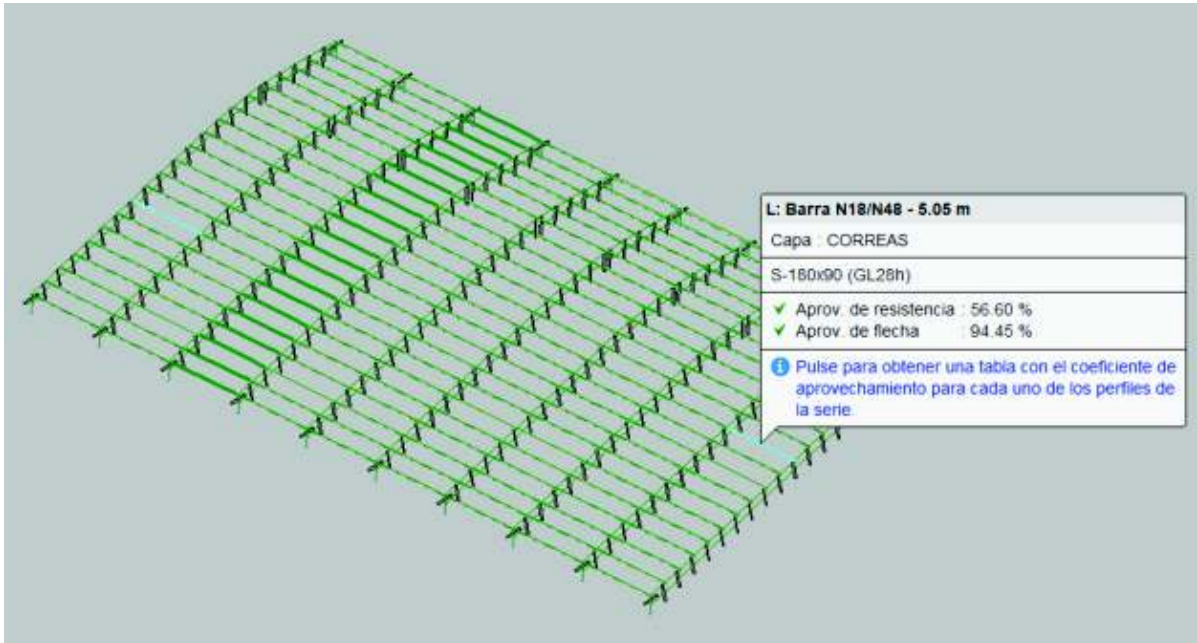 L: Barra N18/N48 - 5.05 m
Capa : CORREAS
S-180x90 (GL28h)
Aprov. de resistencia : 56.60 %
Aprov. de flecha : 94.45 %
Pulse para obtener una tabla con el coeficiente de
aprovechamiento para cada uno de los perfiles de
la serie.